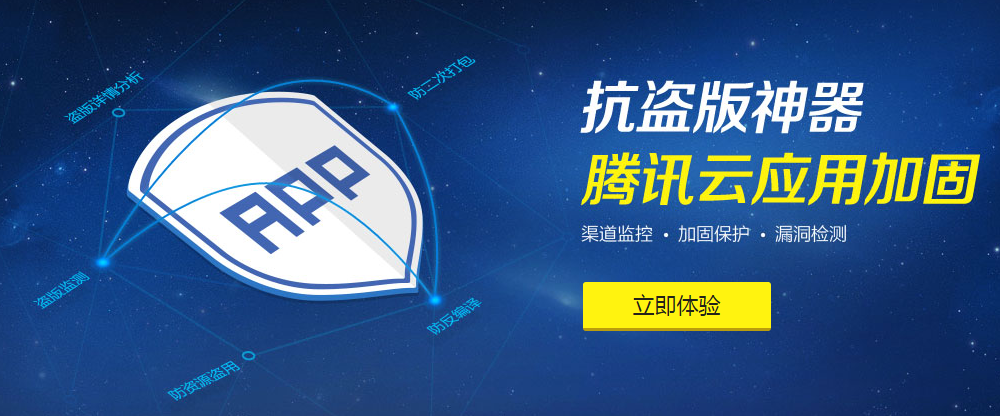 盗版详情分析
防二次打包
APP
盗版监测
防反编译
防资源盗用
抗盗版神器
腾讯云应用加固
渠道监控 • 加固保护 • 漏洞检测
立即体验